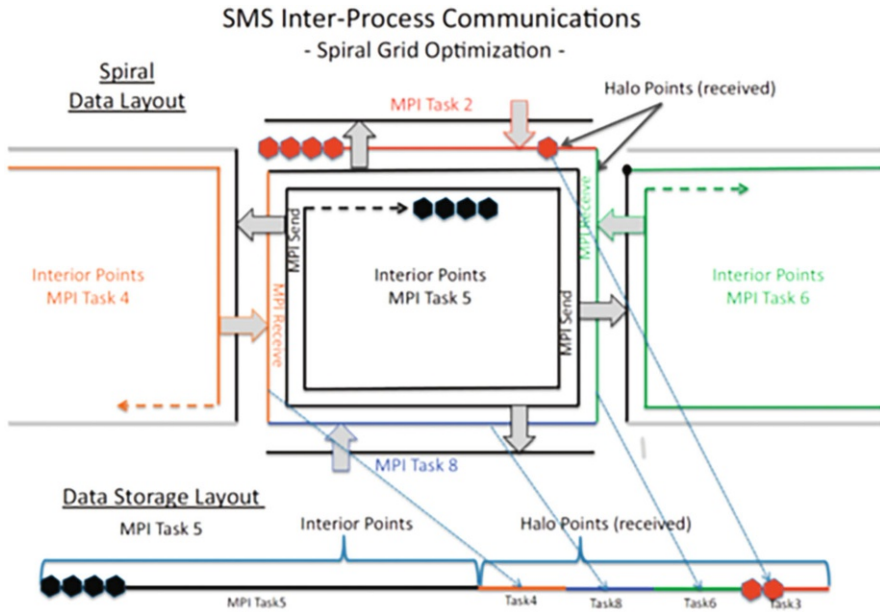 SMS Inter-Process Communications
- Spiral Grid Optimization -
Spiral
Data Layout
MPI Task 2
Halo Points (received)
MPI Send
MPI Receive
Interior Points
MPI Task 4
Interior Points
MPI Task 5
Interior Points
MPI Task 6
MPI Receive
MPI Send
MPI Task 8
Data Storage Layout
MPI Task 5
Interior Points
Halo Points (received)
MPI Task5
Task4
Task8
Task6
Task3